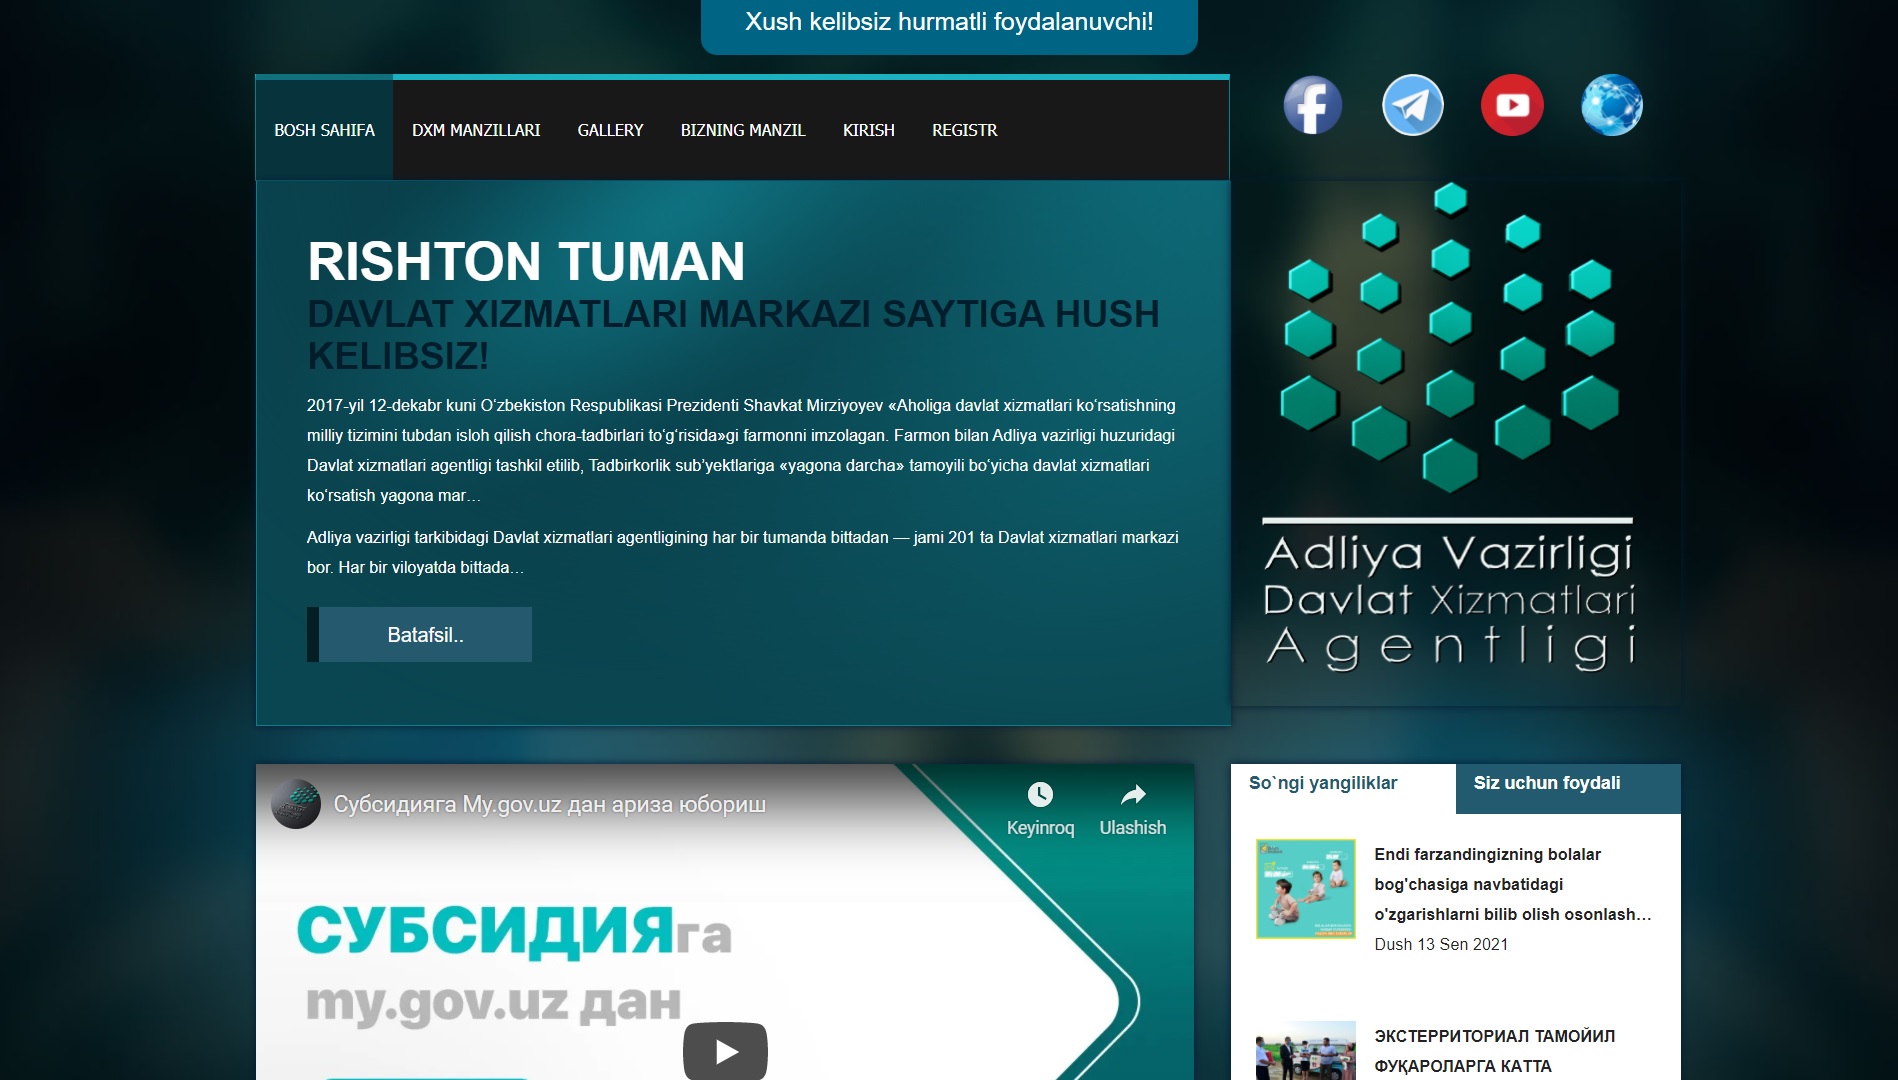 Xush kelibsiz hurmatli foydalanuvchi!
BOSH SAHIFA
DXM MANZILLARI
GALLERY
BIZNING MANZIL
KIRISH
REGISTR
RISHTON TUMAN
DAVLAT XIZMATLARI MARKAZI SAYTIGA HUSH
KELIBSIZ!
2017-yil 12-dekabr kuni O‘zbekiston Respublikasi Prezidenti Shavkat Mirziyoyev «Aholiga davlat xizmatlari ko‘rsatishning
milliy tizimini tubdan isloh qilish chora-tadbirlari to‘g‘risida»gi farmonni imzolagan. Farmon bilan Adliya vazirligi huzuridagi
Davlat xizmatlari agentligi tashkil etilib, Tadbirkorlik sub’yektlariga «yagona darcha» tamoyili bo‘yicha davlat xizmatlari
ko‘rsatish yagona mar…
Adliya vazirligi tarkibidagi Davlat xizmatlari agentligining har bir tumanda bittadan — jami 201 ta Davlat xizmatlari markazi
bor. Har bir viloyatda bittada…
Batafsil..
Adliya Vazirligi
Davlat Xizmatlari
Agentligi
Субсидияга My.gov.uz дан ариза юбориш
Keyinroq
Ulashish
СУБСИДИЯга
my.gov.uz дан
So`ngi yangiliklar
Siz uchun foydali
Endi farzandingizning bolalar
bog'chasiga navbatidagi
o'zgarishlarni bilib olish osonlash…
Dush 13 Sen 2021
ЭКСТЕРРИТОРИАЛ ТАМОЙИЛ
ФУҚАРОЛАРГА КАТТА